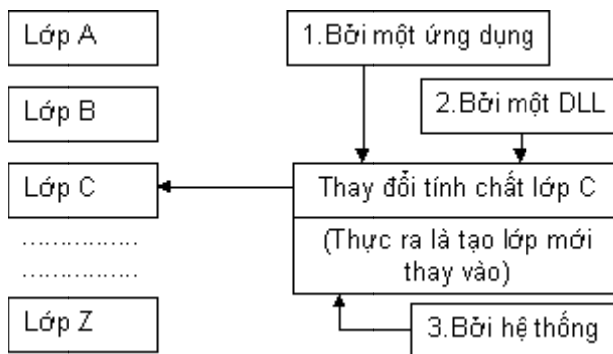 Lớp A
1.Bởi một ứng dụng
Lớp B
2.Bởi một DLL
Lớp C
Thay đổi tính chất lớp C
(Thực ra là tạo lớp mới
thay vào)
................
................
Lớp Z
3.Bởi hệ thống